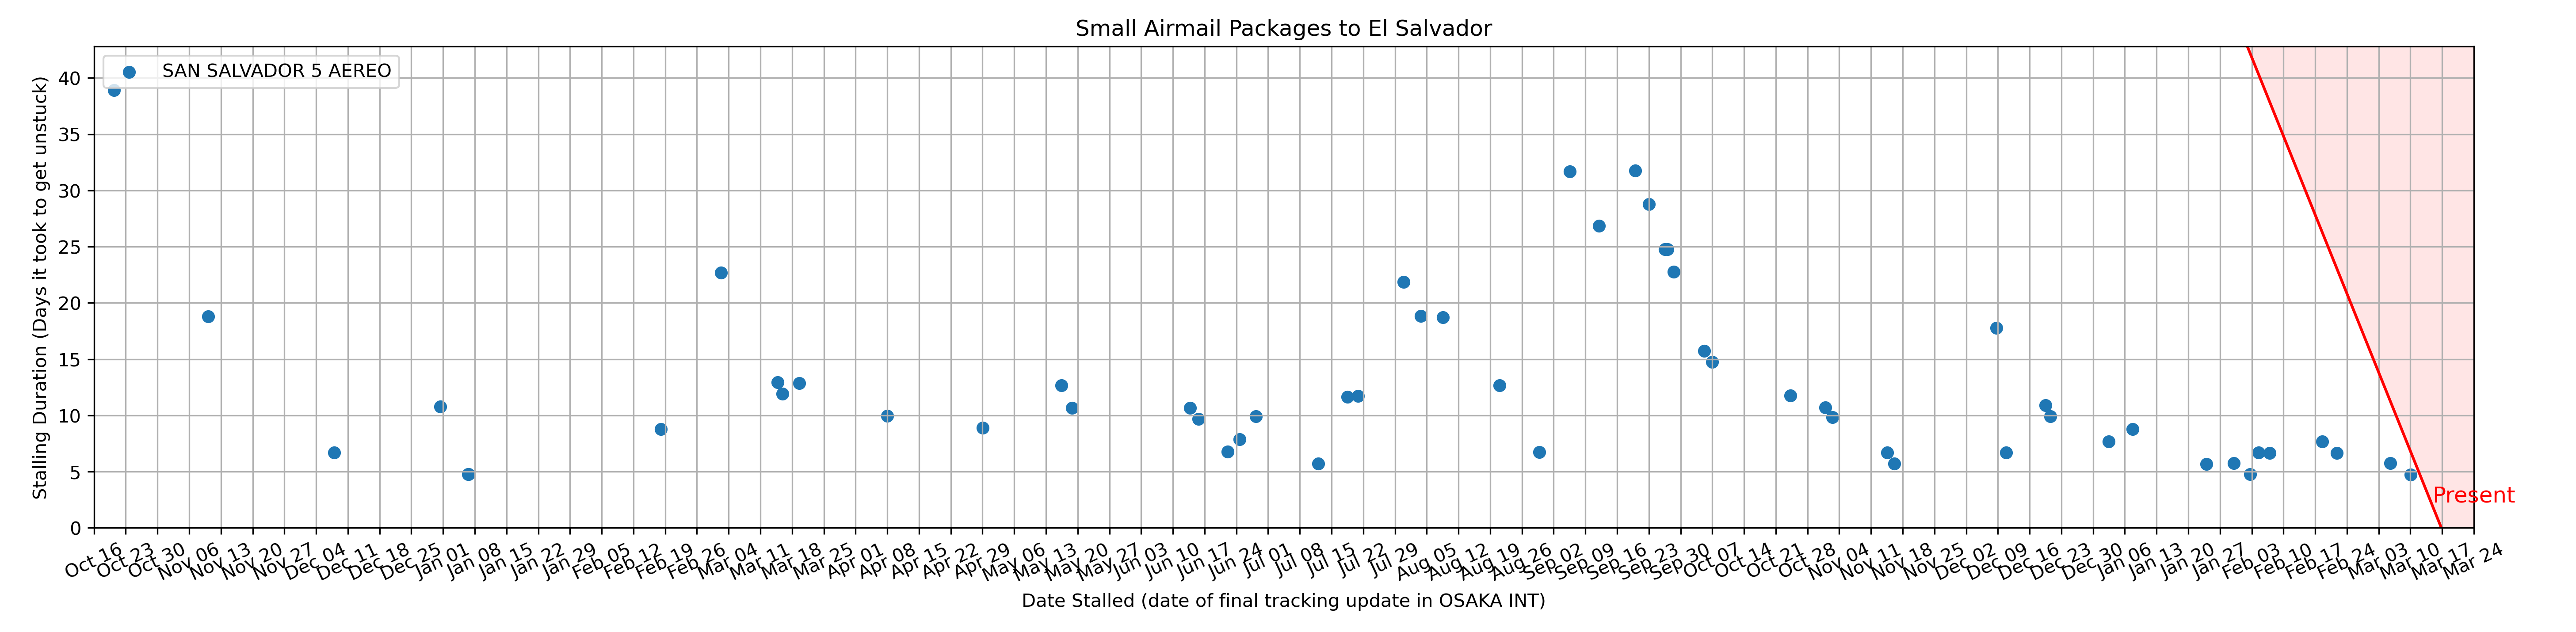 Small Airmail Packages to El Salvador
SAN SALVADOR 5 AEREO
Stalling Duration (Days it took to get unstuck)
40
35
30
25
20
15
10
5
0
Present
Oct 16
Oct 23
Oct 30
Nov 06
Nov 13
Nov 20
Nov 27
Dec 04
Dec 11
Dec 18
Dec 25
Jan 01
Jan 08
Jan 15
Jan 22
Jan 29
Feb 05
Feb 12
Feb 19
Feb 26
Mar 04
Mar 11
Mar 18
Mar 25
Apr 01
Apr 08
Apr 15
Apr 22
Apr 29
May 06
May 13
May 20
May 27
Jun 03
Jun 10
Jun 17
Jun 24
Jul 01
Jul 08
Jul 15
Jul 22
Jul 29
Aug 05
Aug 12
Aug 19
Aug 26
Sep 02
Sep 09
Sep 16
Sep 23
Sep 30
Oct 07
Oct 14
Oct 21
Oct 28
Nov 04
Nov 11
Nov 18
Nov 25
Dec 02
Dec 09
Dec 16
Dec 23
Dec 30
Jan 06
Jan 13
Jan 20
Jan 27
Feb 03
Feb 10
Feb 17
Feb 24
Mar 03
Mar 10
Mar 17
Mar 24
Date Stalled (date of final tracking update in OSAKA INT)